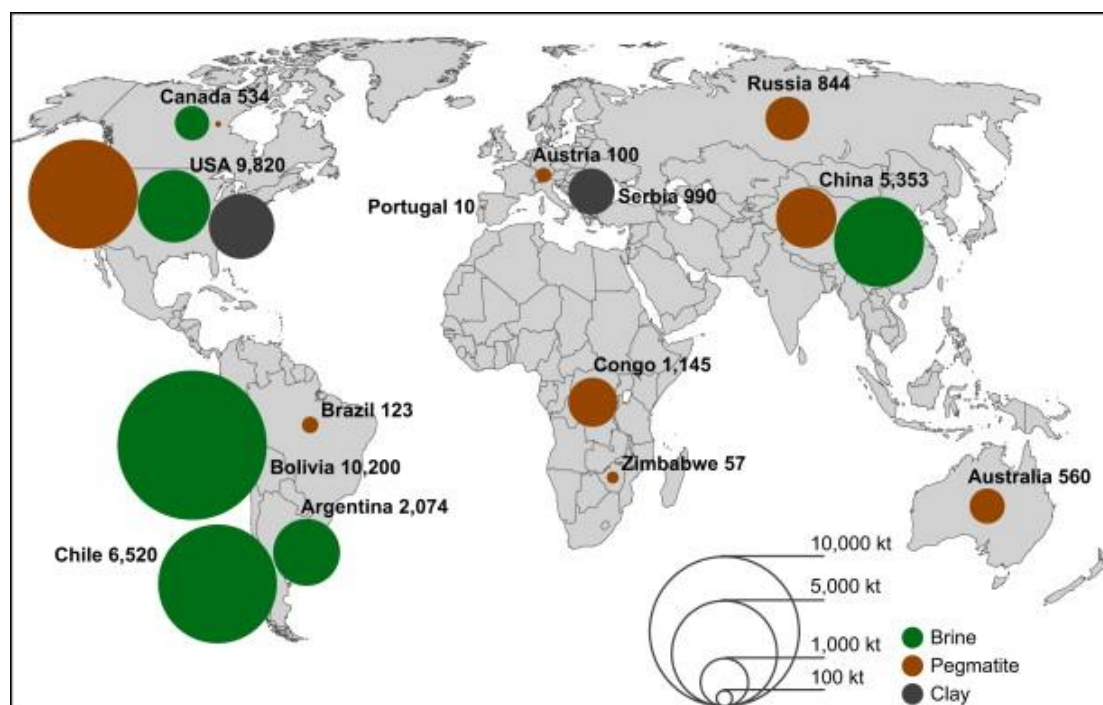 Canada 534
Russia 844
USA 9,820
Austria 100
China 5,353
Portugal 10
Serbia 990
Congo 1,145
Brazil 123
Bolivia 10,200
Zimbabwe 57
Australia 560
Argentina 2,074
Chile 6,520
10,000 kt
5,000 kt
1,000 kt
100 kt
Brine
Pegmatite
Clay